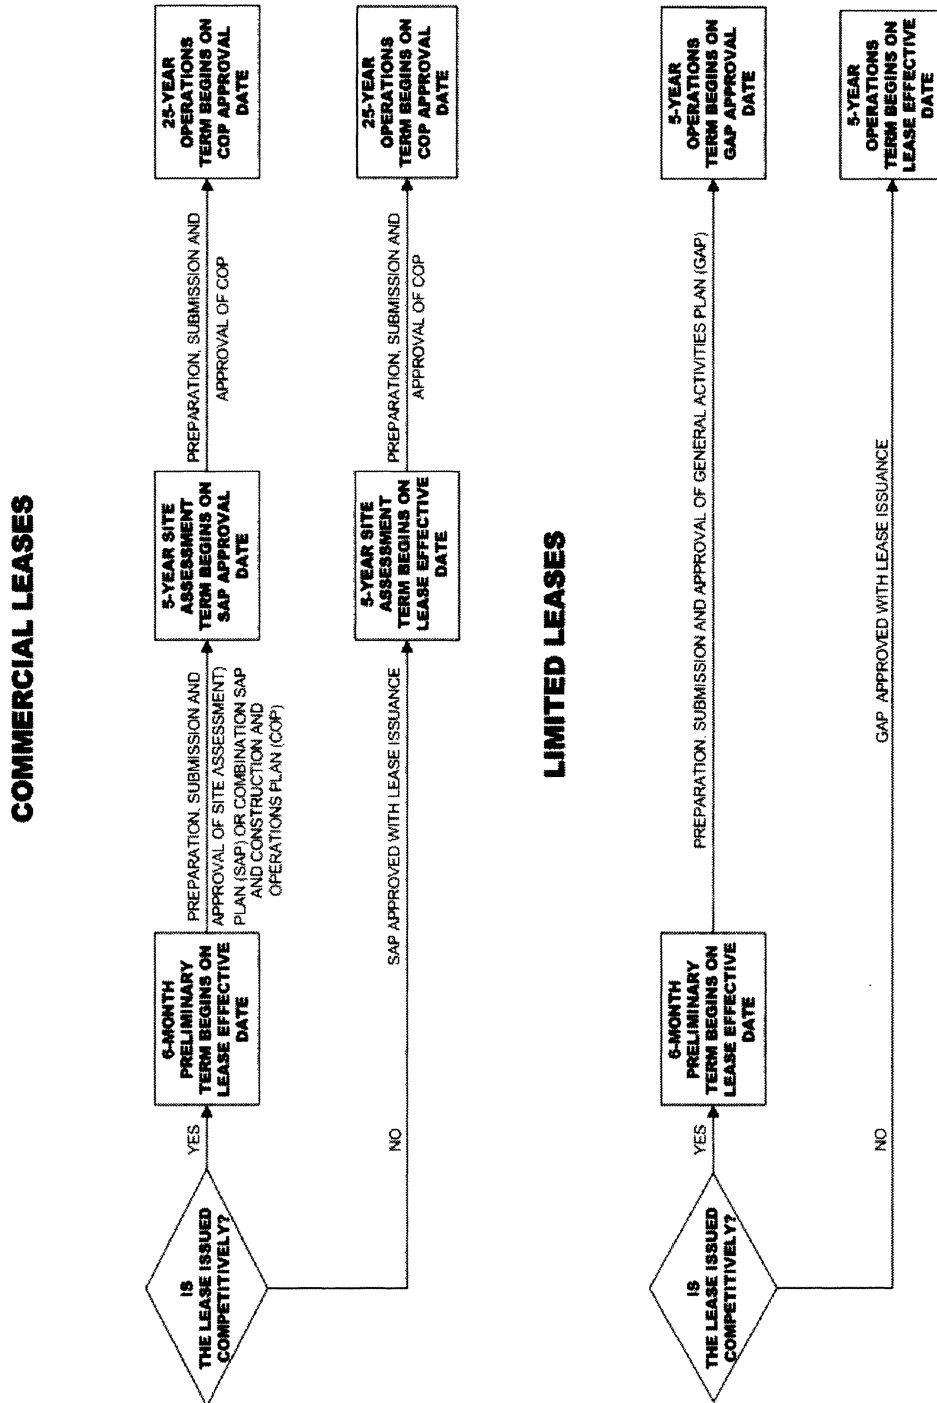 COMMERCIAL LEASES
IS
THE LEASE ISSUED
COMPETITIVELY?
YES
6-MONTH
PRELIMINARY
TERM BEGINS ON
LEASE EFFECTIVE
DATE
PREPARATION, SUBMISSION AND
APPROVAL OF SITE ASSESSMENT)
PLAN (SAP) OR COMBINATION SAP
AND CONSTRUCTION AND
OPERATIONS PLAN (COP)
5-YEAR SITE
ASSESSMENT
TERM BEGINS ON
SAP APPROVAL
DATE
PREPARATION, SUBMISSION AND
APPROVAL OF COP
25-YEAR
OPERATIONS
TERM BEGINS ON
COP APPROVAL
DATE
NO
SAP APPROVED WITH LEASE ISSUANCE
5-YEAR SITE
ASSESSMENT
TERM BEGINS ON
LEASE EFFECTIVE
DATE
PREPARATION, SUBMISSION AND
APPROVAL OF COP
25-YEAR
OPERATIONS
TERM BEGINS ON
COP APPROVAL
DATE
LIMITED LEASES
IS
THE LEASE ISSUED
COMPETITIVELY?
YES
6-MONTH
PRELIMINARY
TERM BEGINS ON
LEASE EFFECTIVE
DATE
PREPARATION, SUBMISSION AND APPROVAL OF GENERAL ACTIVITIES PLAN (GAP)
5-YEAR
OPERATIONS
TERM BEGINS ON
GAP APPROVAL
DATE
NO
GAP APPROVED WITH LEASE ISSUANCE
5-YEAR
OPERATIONS
TERM BEGINS ON
LEASE EFFECTIVE
DATE